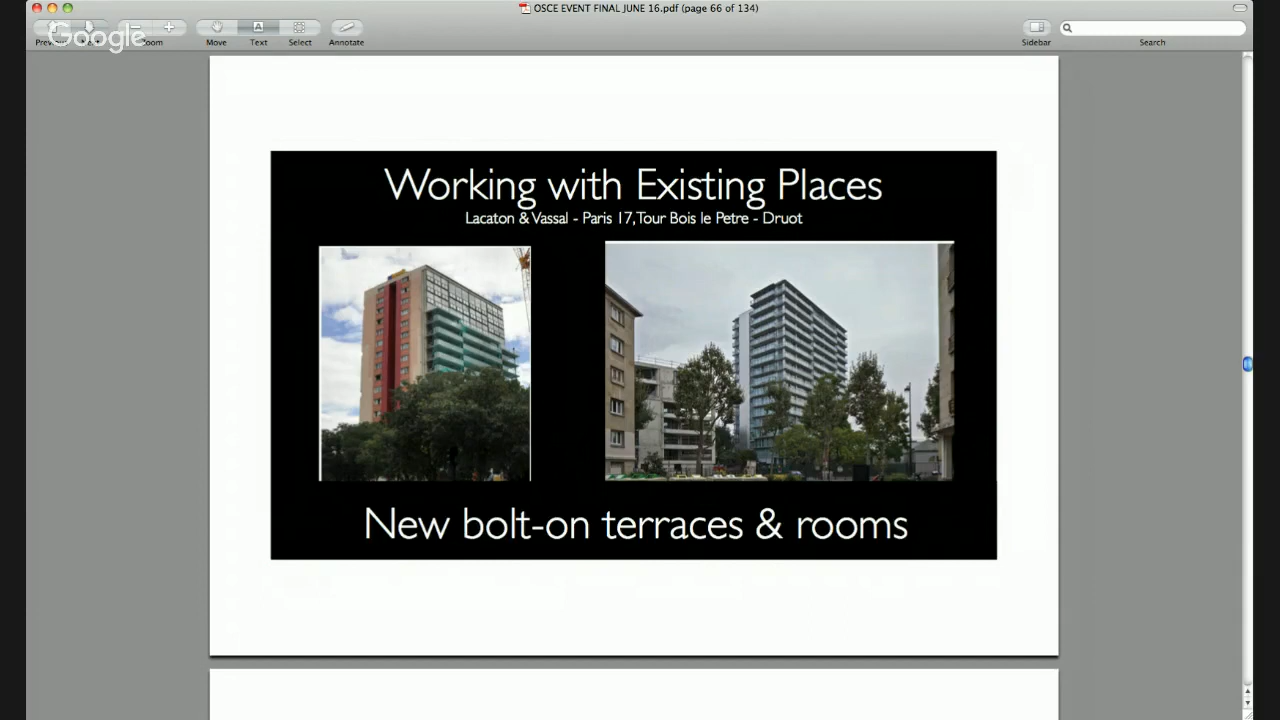 OSCE EVENT FINAL JUNE 16.pdf (page 66 of 134)
Google
Zoom
Move
Text
Select
Annotate
Sidebar
Search
Working with Existing Places
Lacaton & Vassal - Paris 17,Tour Bois le Petre - Druot
New bolt-on terraces & rooms